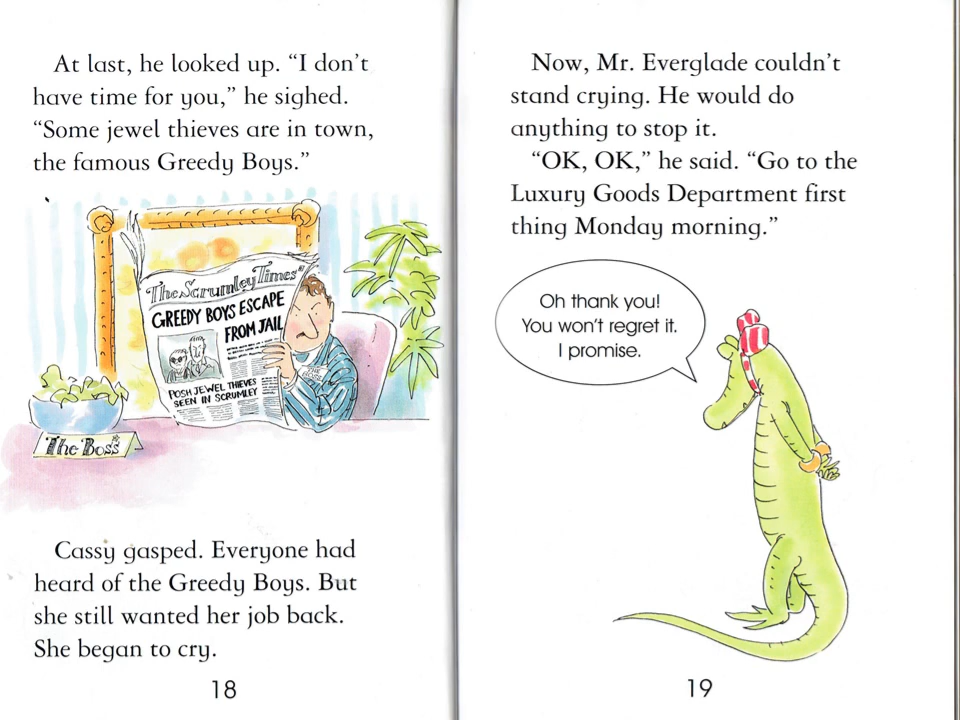 At last, he looked up. “I don’t
have time for you,” he sighed.
“Some jewel thieves are in town,
the famous Greedy Boys.”
The Scrumley Times
GREEDY BOYS ESCAPE
FROM JAIL
POSH JEWEL THIEVES
SEEN IN SCRUMLEY
The Boss
Cassy gasped. Everyone had
heard of the Greedy Boys. But
she still wanted her job back.
She began to cry.
18
Now, Mr. Everglade couldn’t
stand crying. He would do
anything to stop it.
“OK, OK,” he said. “Go to the
Luxury Goods Department first
thing Monday morning.”
Oh thank you!
You won’t regret it.
I promise.
19